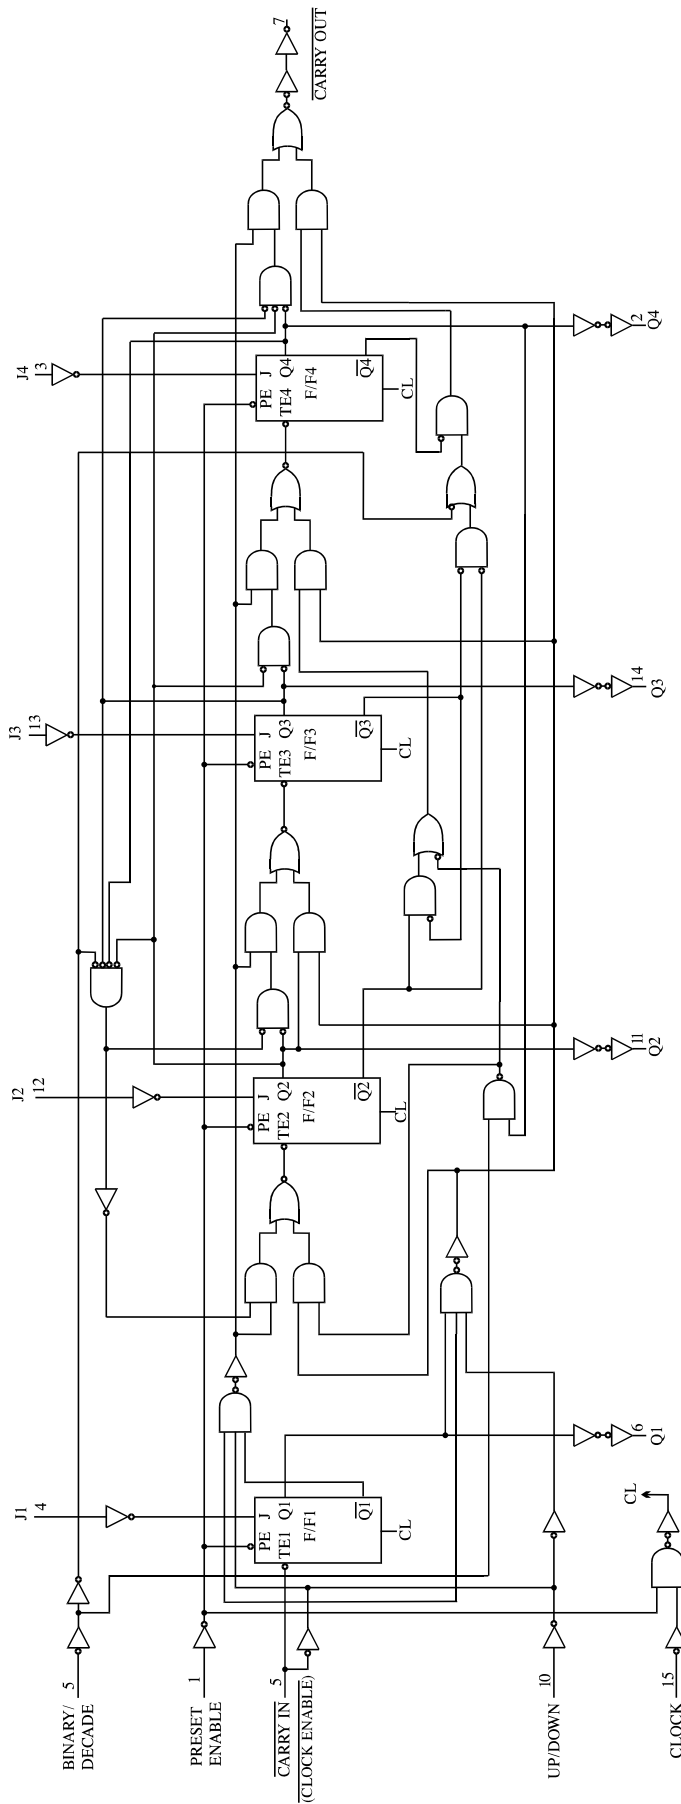 7
CARRY OUT
J4
3
PE
J
TE4
Q4
F/F4
Q4
CL
2
Q4
J3
13
PE
J
TE3
Q3
F/F3
Q3
CL
14
Q3
J2
12
PE
J
TE2
Q2
F/F2
Q2
CL
11
Q2
J1
4
PE
J
TE1
Q1
F/F1
Q1
CL
6
Q1
CL
5
BINARY/
DECADE
1
PRESET
ENABLE
5
CARRY IN
(CLOCK ENABLE)
10
UP/DOWN
15
CLOCK